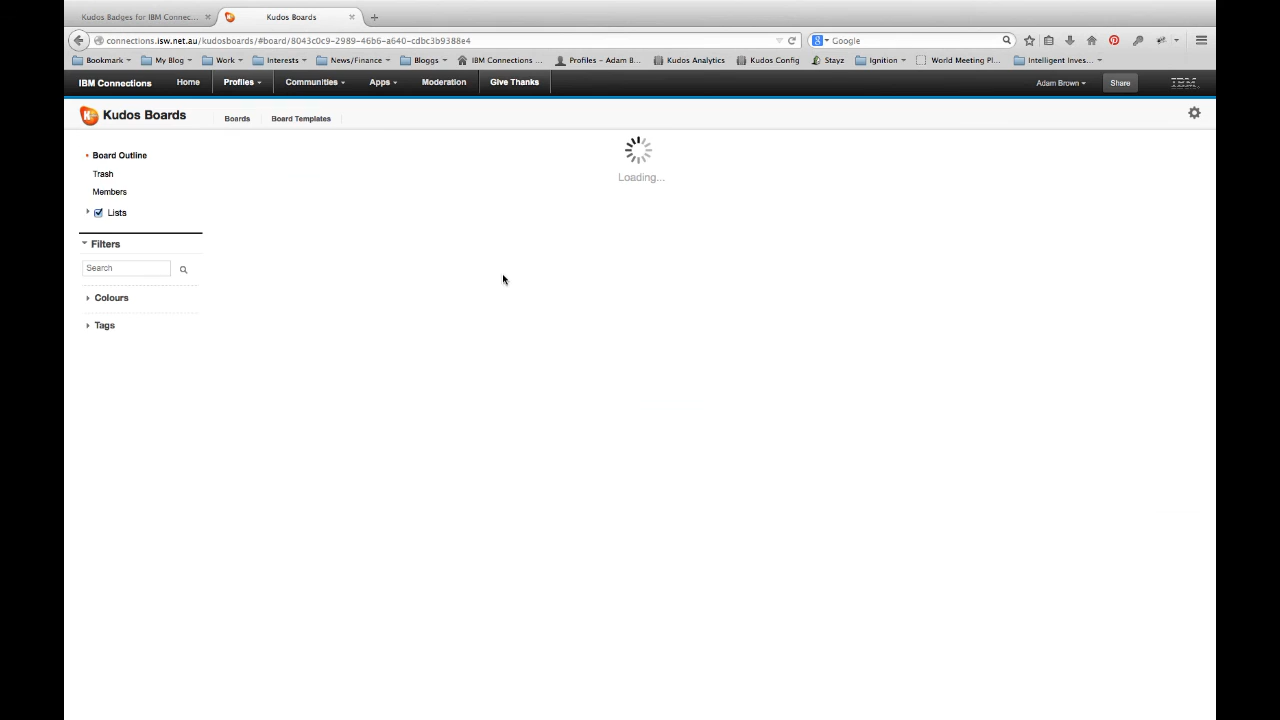 Kudos Badges for IBM Connec...
Kudos Boards
connections.isw.net.au/kudosboards/#board/8043c0c9-2989-46b6-a640-cdbc3b9388e4
Google
Bookmark
My Blog
Work
Interests
News/Finance
Bloggs
IBM Connections ...
Profiles – Adam B...
Kudos Analytics
Kudos Config
Stayz
Ignition
World Meeting Pl...
Intelligent Inves...
IBM Connections
Home
Profiles
Communities
Apps
Moderation
Give Thanks
Adam Brown
Share
IBM
Kudos Boards
Boards
Board Templates
Loading...
Board Outline
Trash
Members
Lists
Filters
Search
Colours
Tags